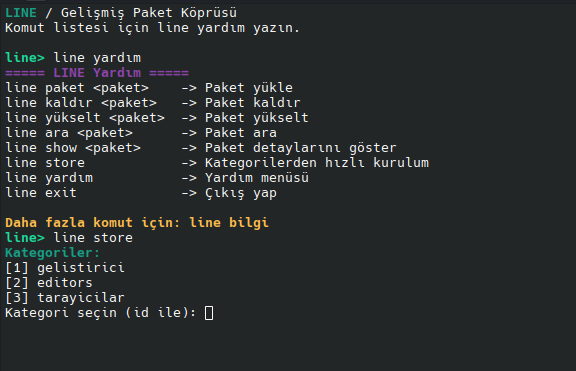 LINE / Gelişmiş Paket Köprüsü
Komut listesi için line yardım yazın.
line> line yardım
===== LINE Yardım =====
line paket <paket>    -> Paket yükle
line kaldır <paket>   -> Paket kaldır
line yükselt <paket>  -> Paket yükselt
line ara <paket>      -> Paket ara
line show <paket>     -> Paket detaylarını göster
line store            -> Kategorilerden hızlı kurulum
line yardım           -> Yardım menüsü
line exit             -> Çıkış yap
Daha fazla komut için: line bilgi
line> line store
Kategoriler:
[1] gelistirici
[2] editors
[3] tarayicilar
Kategori seçin (id ile):